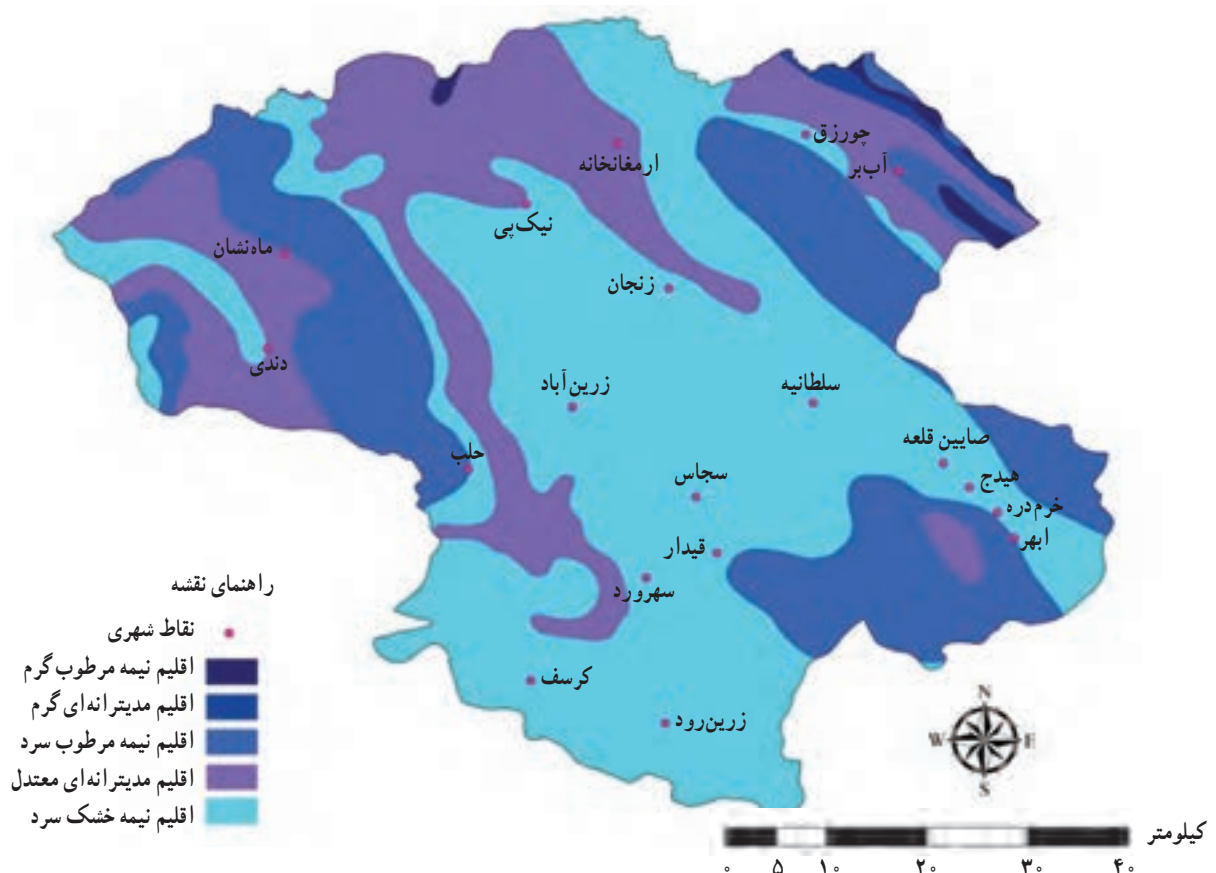 چورزق
ارمغانخانه
آب‌بر
نیک‌پی
ماه‌نشان
زنجان
دندی
زرین‌آباد
سلطانیه
صایین قلعه
حلب
سجاس
هیدج
خرم‌دره
ابهر
قیدار
سهرورد
کرسف
زرین‌رود
راهنمای نقشه
نقاط شهری
اقلیم نیمه مرطوب گرم
اقلیم مدیترانه‌ای گرم
اقلیم نیمه مرطوب سرد
اقلیم مدیترانه‌ای معتدل
اقلیم نیمه خشک سرد
N
W E
S
کیلومتر
۰ ۵ ۱۰ ۲۰ ۳۰ ۴۰